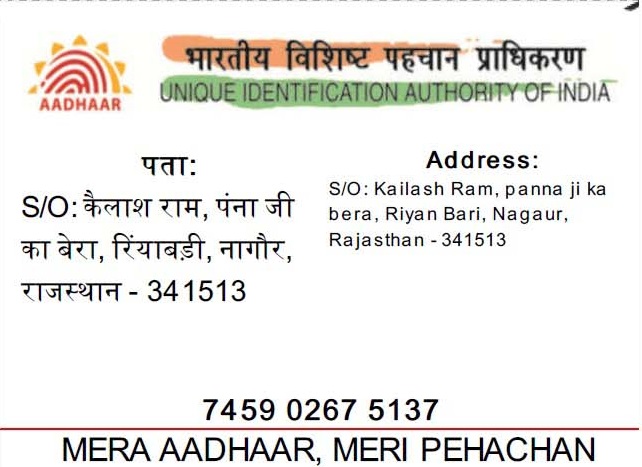 AADHAAR
भारतीय विशिष्ट पहचान प्राधिकरण
UNIQUE IDENTIFICATION AUTHORITY OF INDIA
पता:
S/O: कैलाश राम, पंना जी
का बेरा, रिंयाबड़ी, नागौर,
राजस्थान - 341513
Address:
S/O: Kailash Ram, panna ji ka
bera, Riyan Bari, Nagaur,
Rajasthan - 341513
7459 0267 5137
MERA AADHAAR, MERI PEHACHAN